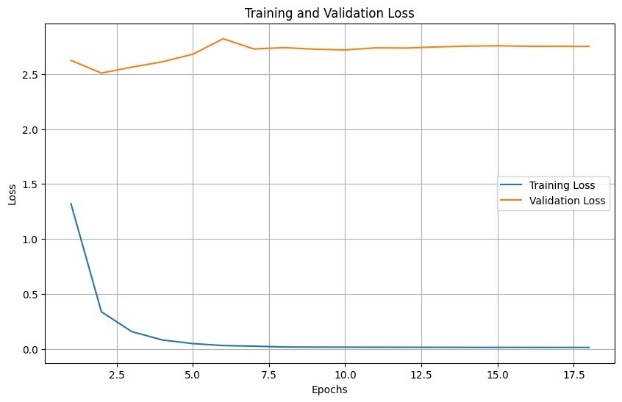 Training and Validation Loss
Loss
2.5
2.0
1.5
1.0
0.5
0.0
Training Loss
Validation Loss
2.5 5.0 7.5 10.0 12.5 15.0 17.5
Epochs